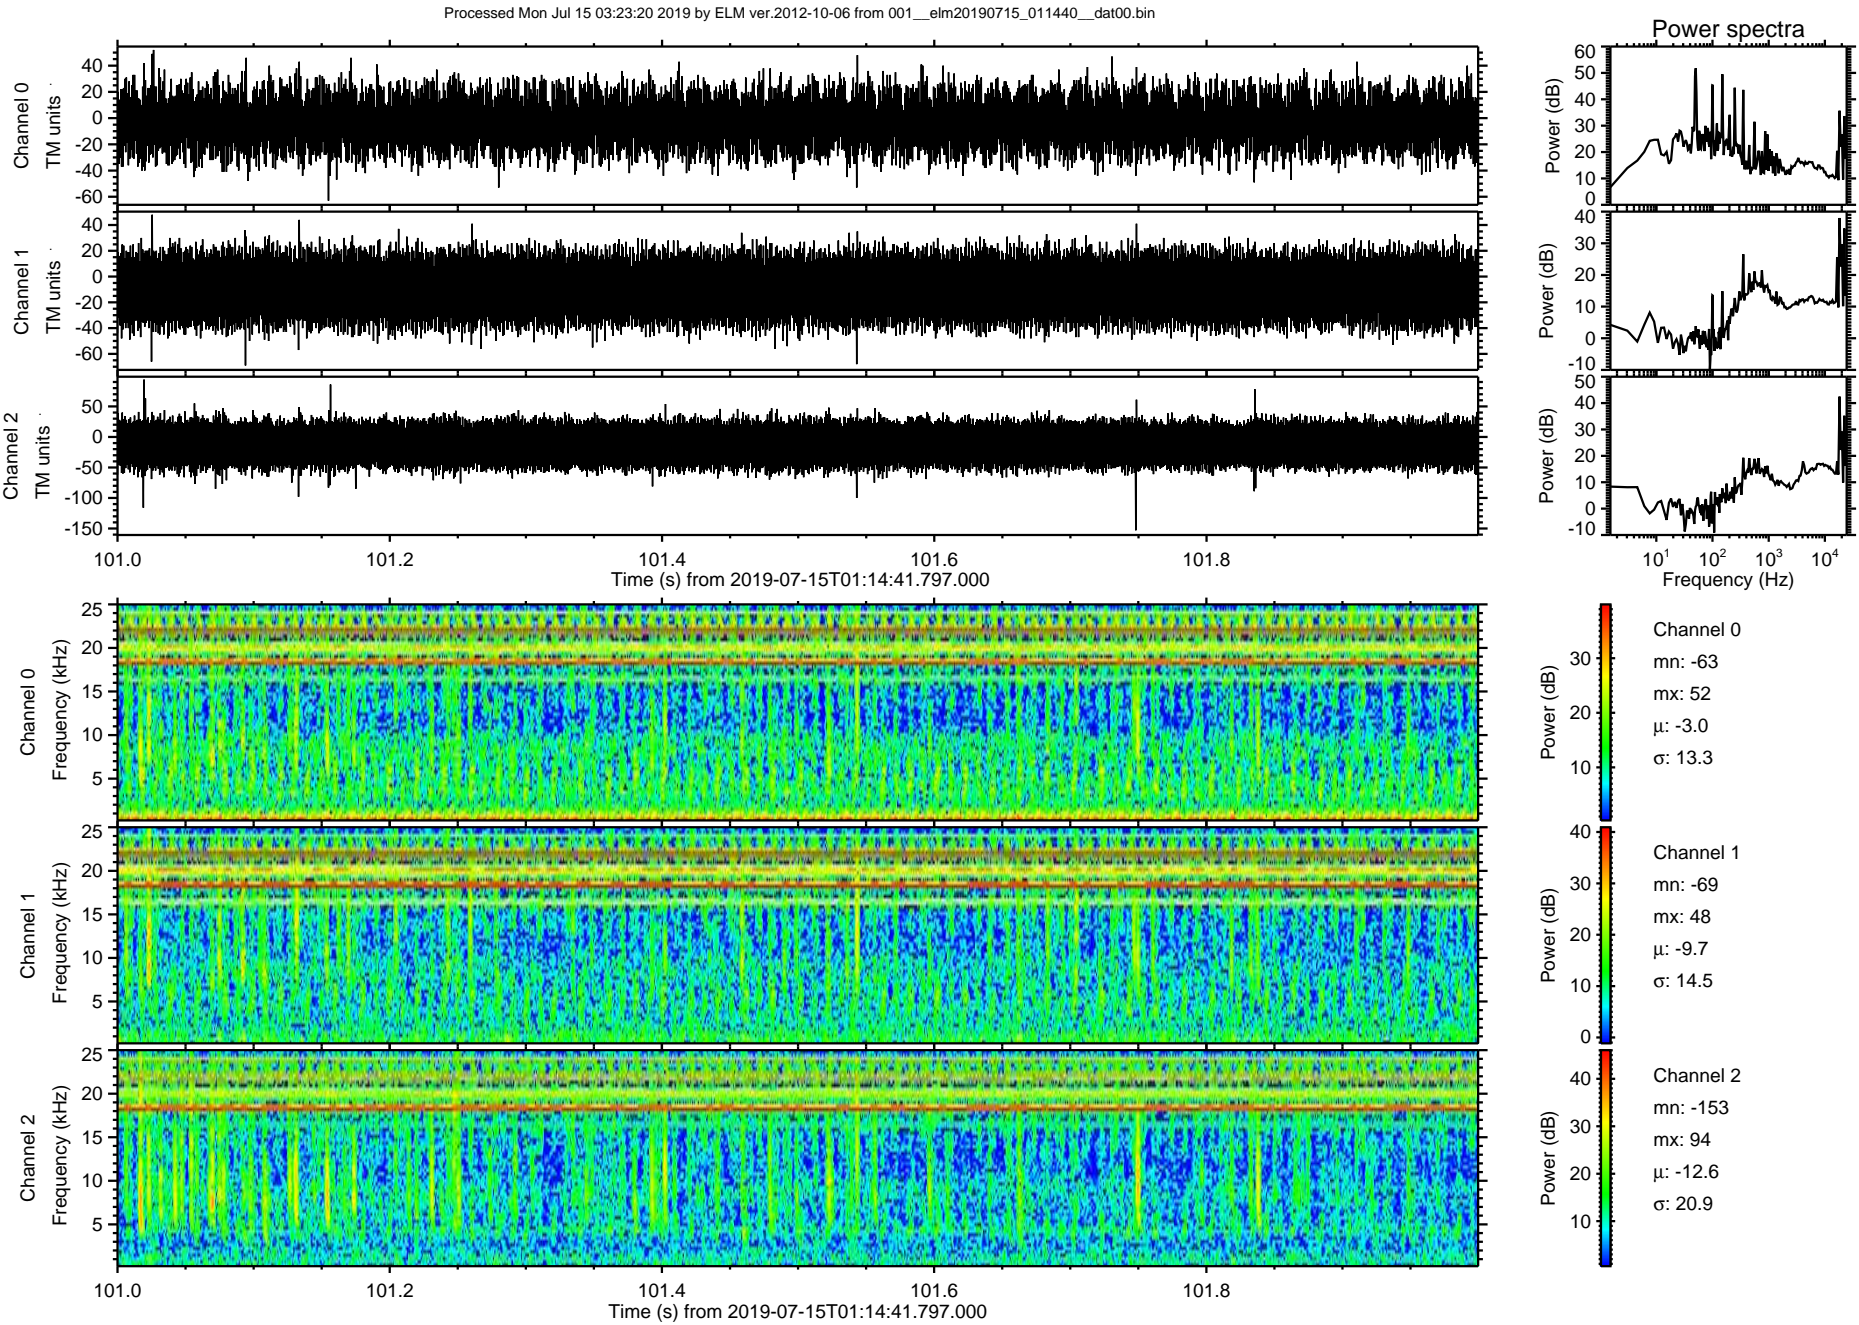 Processed Mon Jul 15 03:23:20 2019 by ELM ver.2012-10-06 from 001__elm20190715_011440__dat00.bin
Power spectra
Channel 0
TM units
40
20
0
-20
-40
-60
Power (dB)
60
50
40
30
20
10
0
Channel 1
TM units
40
20
0
-20
-40
-60
Power (dB)
40
30
20
10
0
-10
Channel 2
TM units
50
0
-50
-100
-150
Power (dB)
50
40
30
20
10
0
-10
101.0 101.2 101.4 101.6 101.8
Time (s) from 2019-07-15T01:14:41.797.000
10¹ 10² 10³ 10⁴
Frequency (Hz)
Channel 0
Frequency (kHz)
25
20
15
10
5
Power (dB)
30
20
10
Channel 0
mn: -63
mx: 52
μ: -3.0
σ: 13.3
Channel 1
Frequency (kHz)
25
20
15
10
5
Power (dB)
40
30
20
10
0
Channel 1
mn: -69
mx: 48
μ: -9.7
σ: 14.5
Channel 2
Frequency (kHz)
25
20
15
10
5
Power (dB)
40
30
20
10
Channel 2
mn: -153
mx: 94
μ: -12.6
σ: 20.9
101.0 101.2 101.4 101.6 101.8
Time (s) from 2019-07-15T01:14:41.797.000